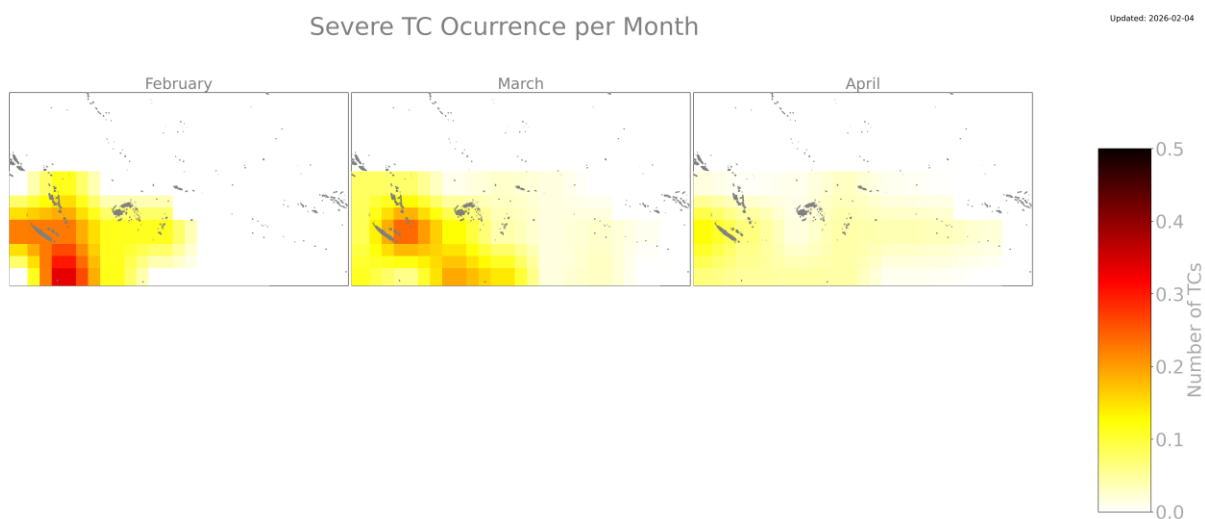 Severe TC Ocurrence per Month
Updated: 2026-02-04
February
March
April
0.5
0.4
0.3
0.2
0.1
0.0
Number of TCs